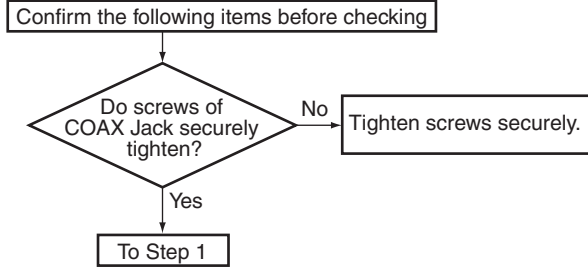 Confirm the following items before checking
Do screws of
COAX Jack securely
tighten?
No
Tighten screws securely.
Yes
To Step 1